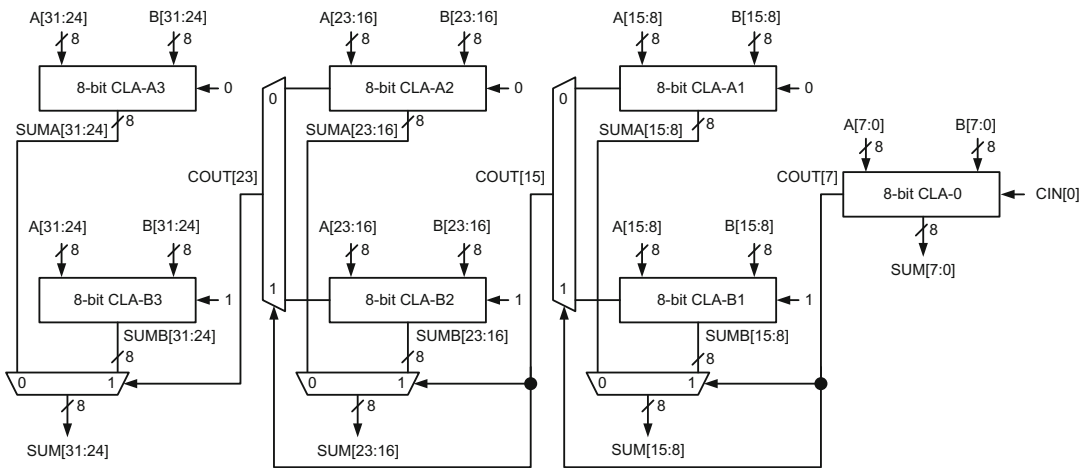 A[31:24] B[31:24] A[23:16] B[23:16] A[15:8] B[15:8]
8 8 8 8 8 8
8-bit CLA-A3 0 0 8-bit CLA-A2 0 0 8-bit CLA-A1 0
SUMA[31:24] 8 SUMA[23:16] 8 SUMA[15:8] 8 A[7:0] B[7:0]
8 8
COUT[23] COUT[15] COUT[7] 8-bit CLA-0 CIN[0]
A[31:24] B[31:24] A[23:16] B[23:16] A[15:8] B[15:8] 8
8 8 8 8 8 8 SUM[7:0]
8-bit CLA-B3 1 1 8-bit CLA-B2 1 1 8-bit CLA-B1 1
SUMB[31:24] SUMB[23:16] SUMB[15:8]
8 8 8
0 1 0 1 0 1
8 8 8
SUM[31:24] SUM[23:16] SUM[15:8]